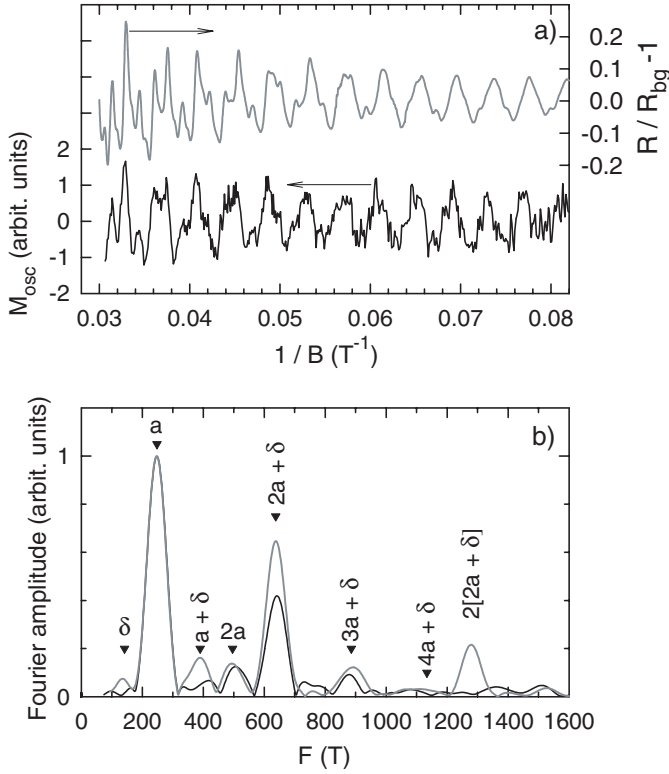 a)
0.2
0.1
0.0
-0.1
-0.2
R / R_bg -1
2
1
0
-1
-2
M_osc (arbit. units)
0.03 0.04 0.05 0.06 0.07 0.08
1 / B (T^-1)
b)
1
0
Fourier amplitude (arbit. units)
δ
a
a + δ
2a
2a + δ
3a + δ
4a + δ
2[2a + δ]
0 200 400 600 800 1000 1200 1400 1600
F (T)